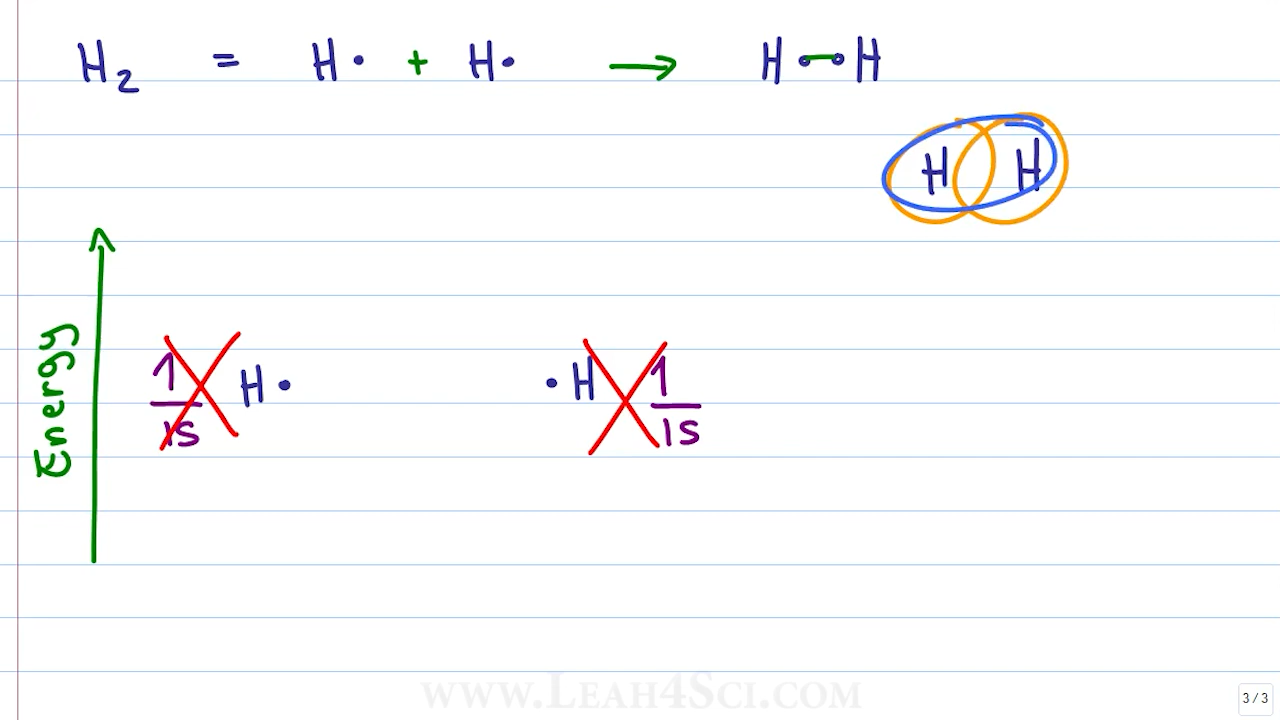 H₂ = H• + H• → H•–•H
H H
Energy
1 H• •H 1
1s 1s
www.Leah4Sci.com
3 / 3